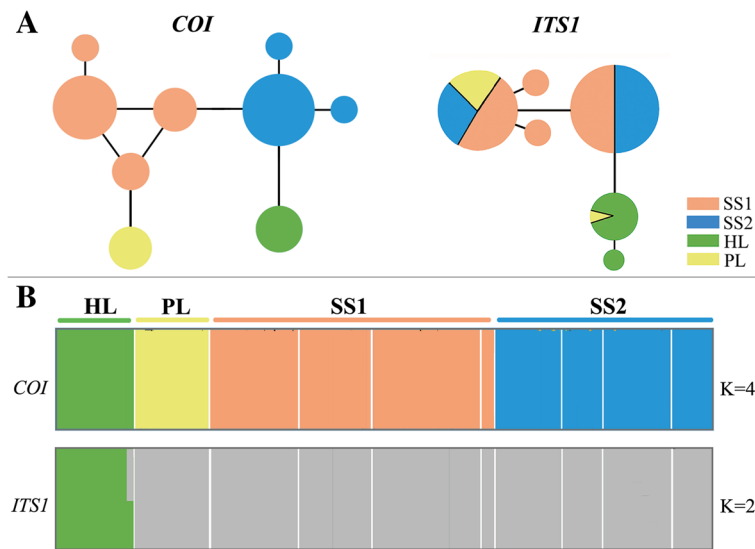 A
COI
ITS1
SS1
SS2
HL
PL
B
HL PL SS1 SS2
COI
K=4
ITS1
K=2